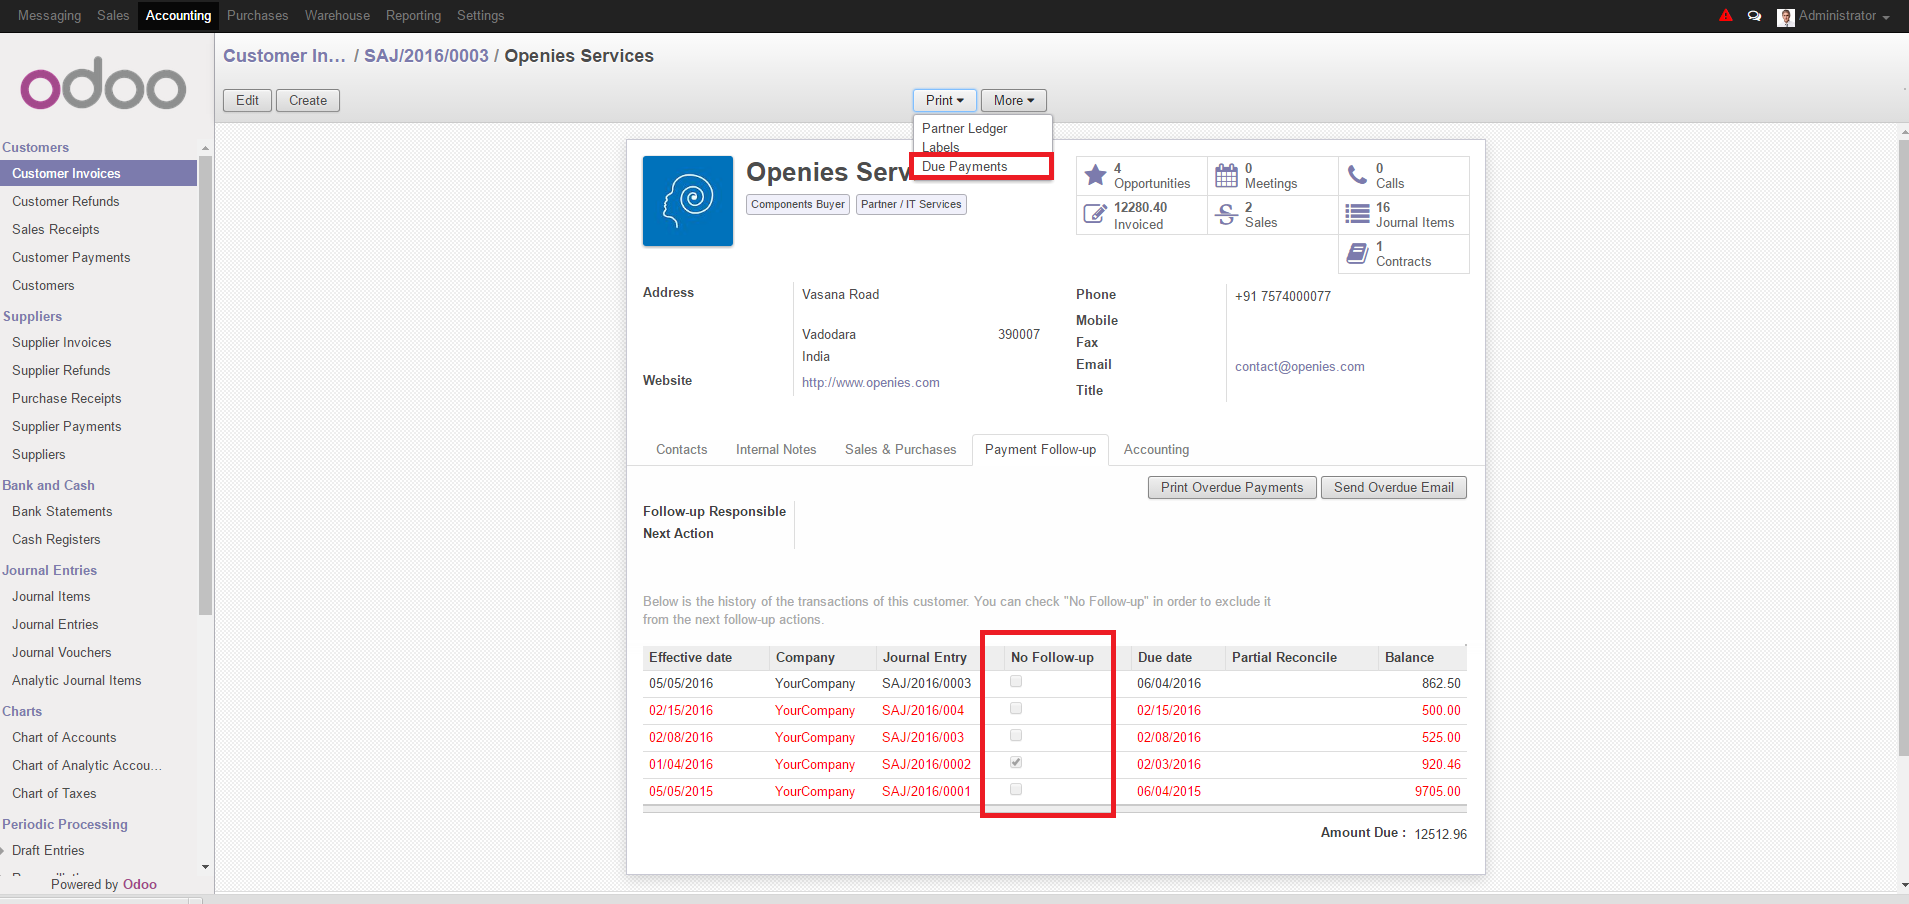 Messaging Sales Accounting Purchases Warehouse Reporting Settings Administrator
odoo
Customers
Customer Invoices
Customer Refunds
Sales Receipts
Customer Payments
Customers
Suppliers
Supplier Invoices
Supplier Refunds
Purchase Receipts
Supplier Payments
Suppliers
Bank and Cash
Bank Statements
Cash Registers
Journal Entries
Journal Items
Journal Entries
Journal Vouchers
Analytic Journal Items
Charts
Chart of Accounts
Chart of Analytic Accou...
Chart of Taxes
Periodic Processing
Draft Entries
Powered by Odoo
Customer In... / SAJ/2016/0003 / Openies Services
Edit Create Print More
Partner Ledger
Labels
Due Payments
Openies Serv
Components Buyer Partner / IT Services
4 Opportunities
0 Meetings
0 Calls
12280.40 Invoiced
2 Sales
16 Journal Items
1 Contracts
Address Vasana Road
Vadodara 390007
India
Website http://www.openies.com
Phone +91 7574000077
Mobile
Fax
Email contact@openies.com
Title
Contacts Internal Notes Sales & Purchases Payment Follow-up Accounting
Print Overdue Payments Send Overdue Email
Follow-up Responsible
Next Action
Below is the history of the transactions of this customer. You can check "No Follow-up" in order to exclude it
from the next follow-up actions.
Effective date Company Journal Entry No Follow-up Due date Partial Reconcile Balance
05/05/2016 YourCompany SAJ/2016/0003 06/04/2016 862.50
02/15/2016 YourCompany SAJ/2016/004 02/15/2016 500.00
02/08/2016 YourCompany SAJ/2016/003 02/08/2016 525.00
01/04/2016 YourCompany SAJ/2016/0002 02/03/2016 920.46
05/05/2015 YourCompany SAJ/2016/0001 06/04/2015 9705.00
Amount Due : 12512.96